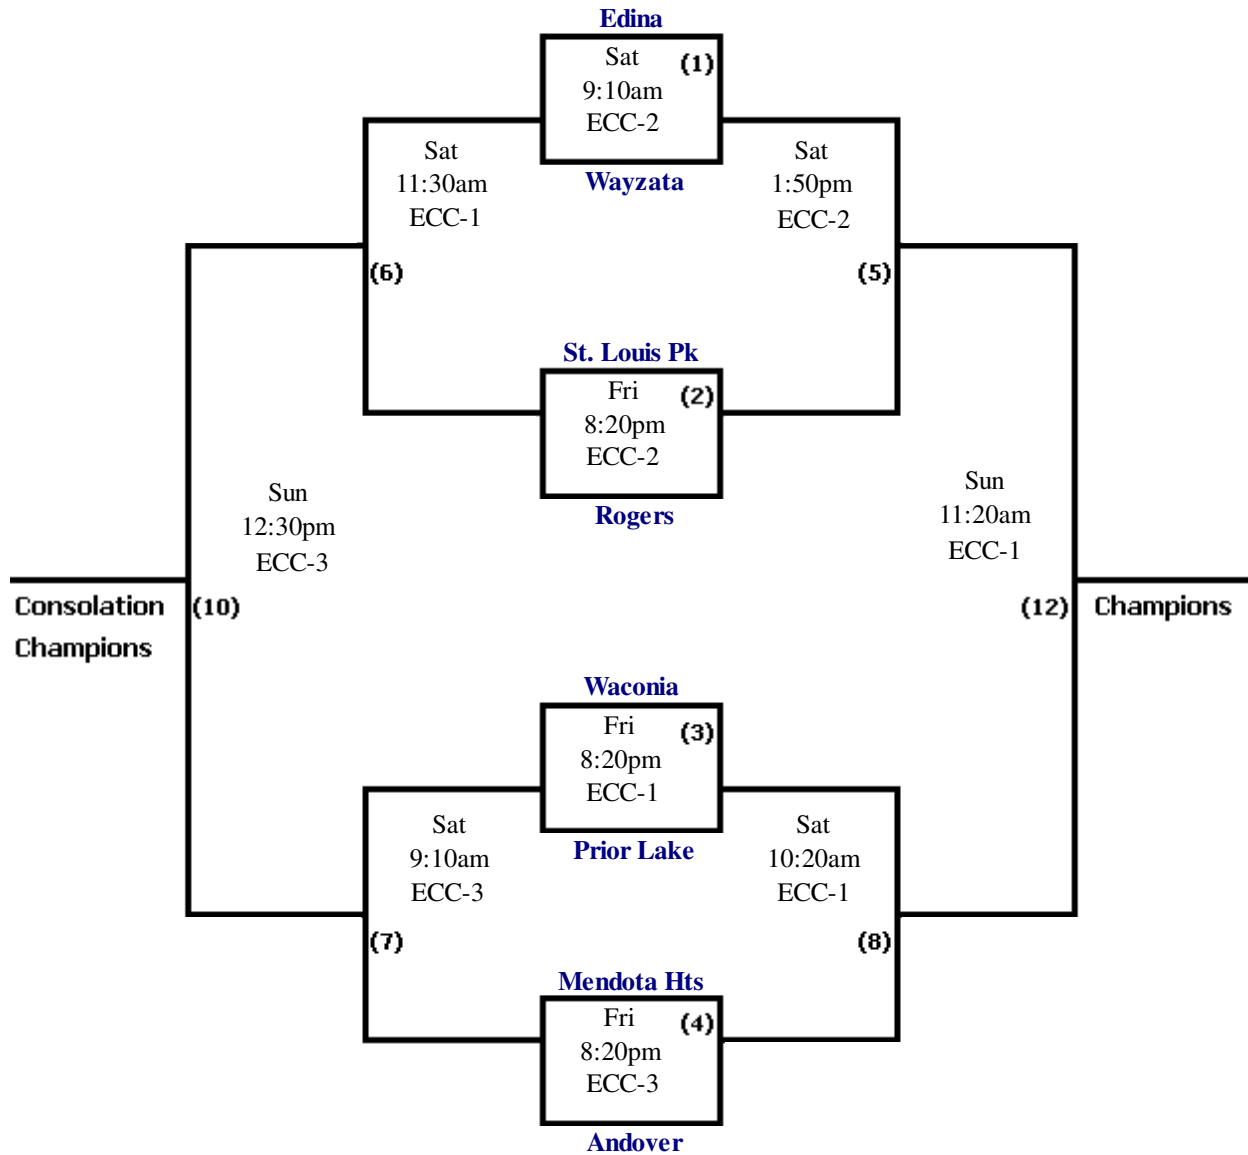 Edina
Sat (1)
9:10am
ECC-2
Wayzata
Sat
11:30am
ECC-1
(6)
Sat
1:50pm
ECC-2
(5)
St. Louis Pk
Fri (2)
8:20pm
ECC-2
Rogers
Sun
12:30pm
ECC-3
(10)
Consolation
Champions
Sun
11:20am
ECC-1
(12)
Champions
Waconia
Fri (3)
8:20pm
ECC-1
Prior Lake
Sat
9:10am
ECC-3
(7)
Sat
10:20am
ECC-1
(8)
Mendota Hts
Fri (4)
8:20pm
ECC-3
Andover